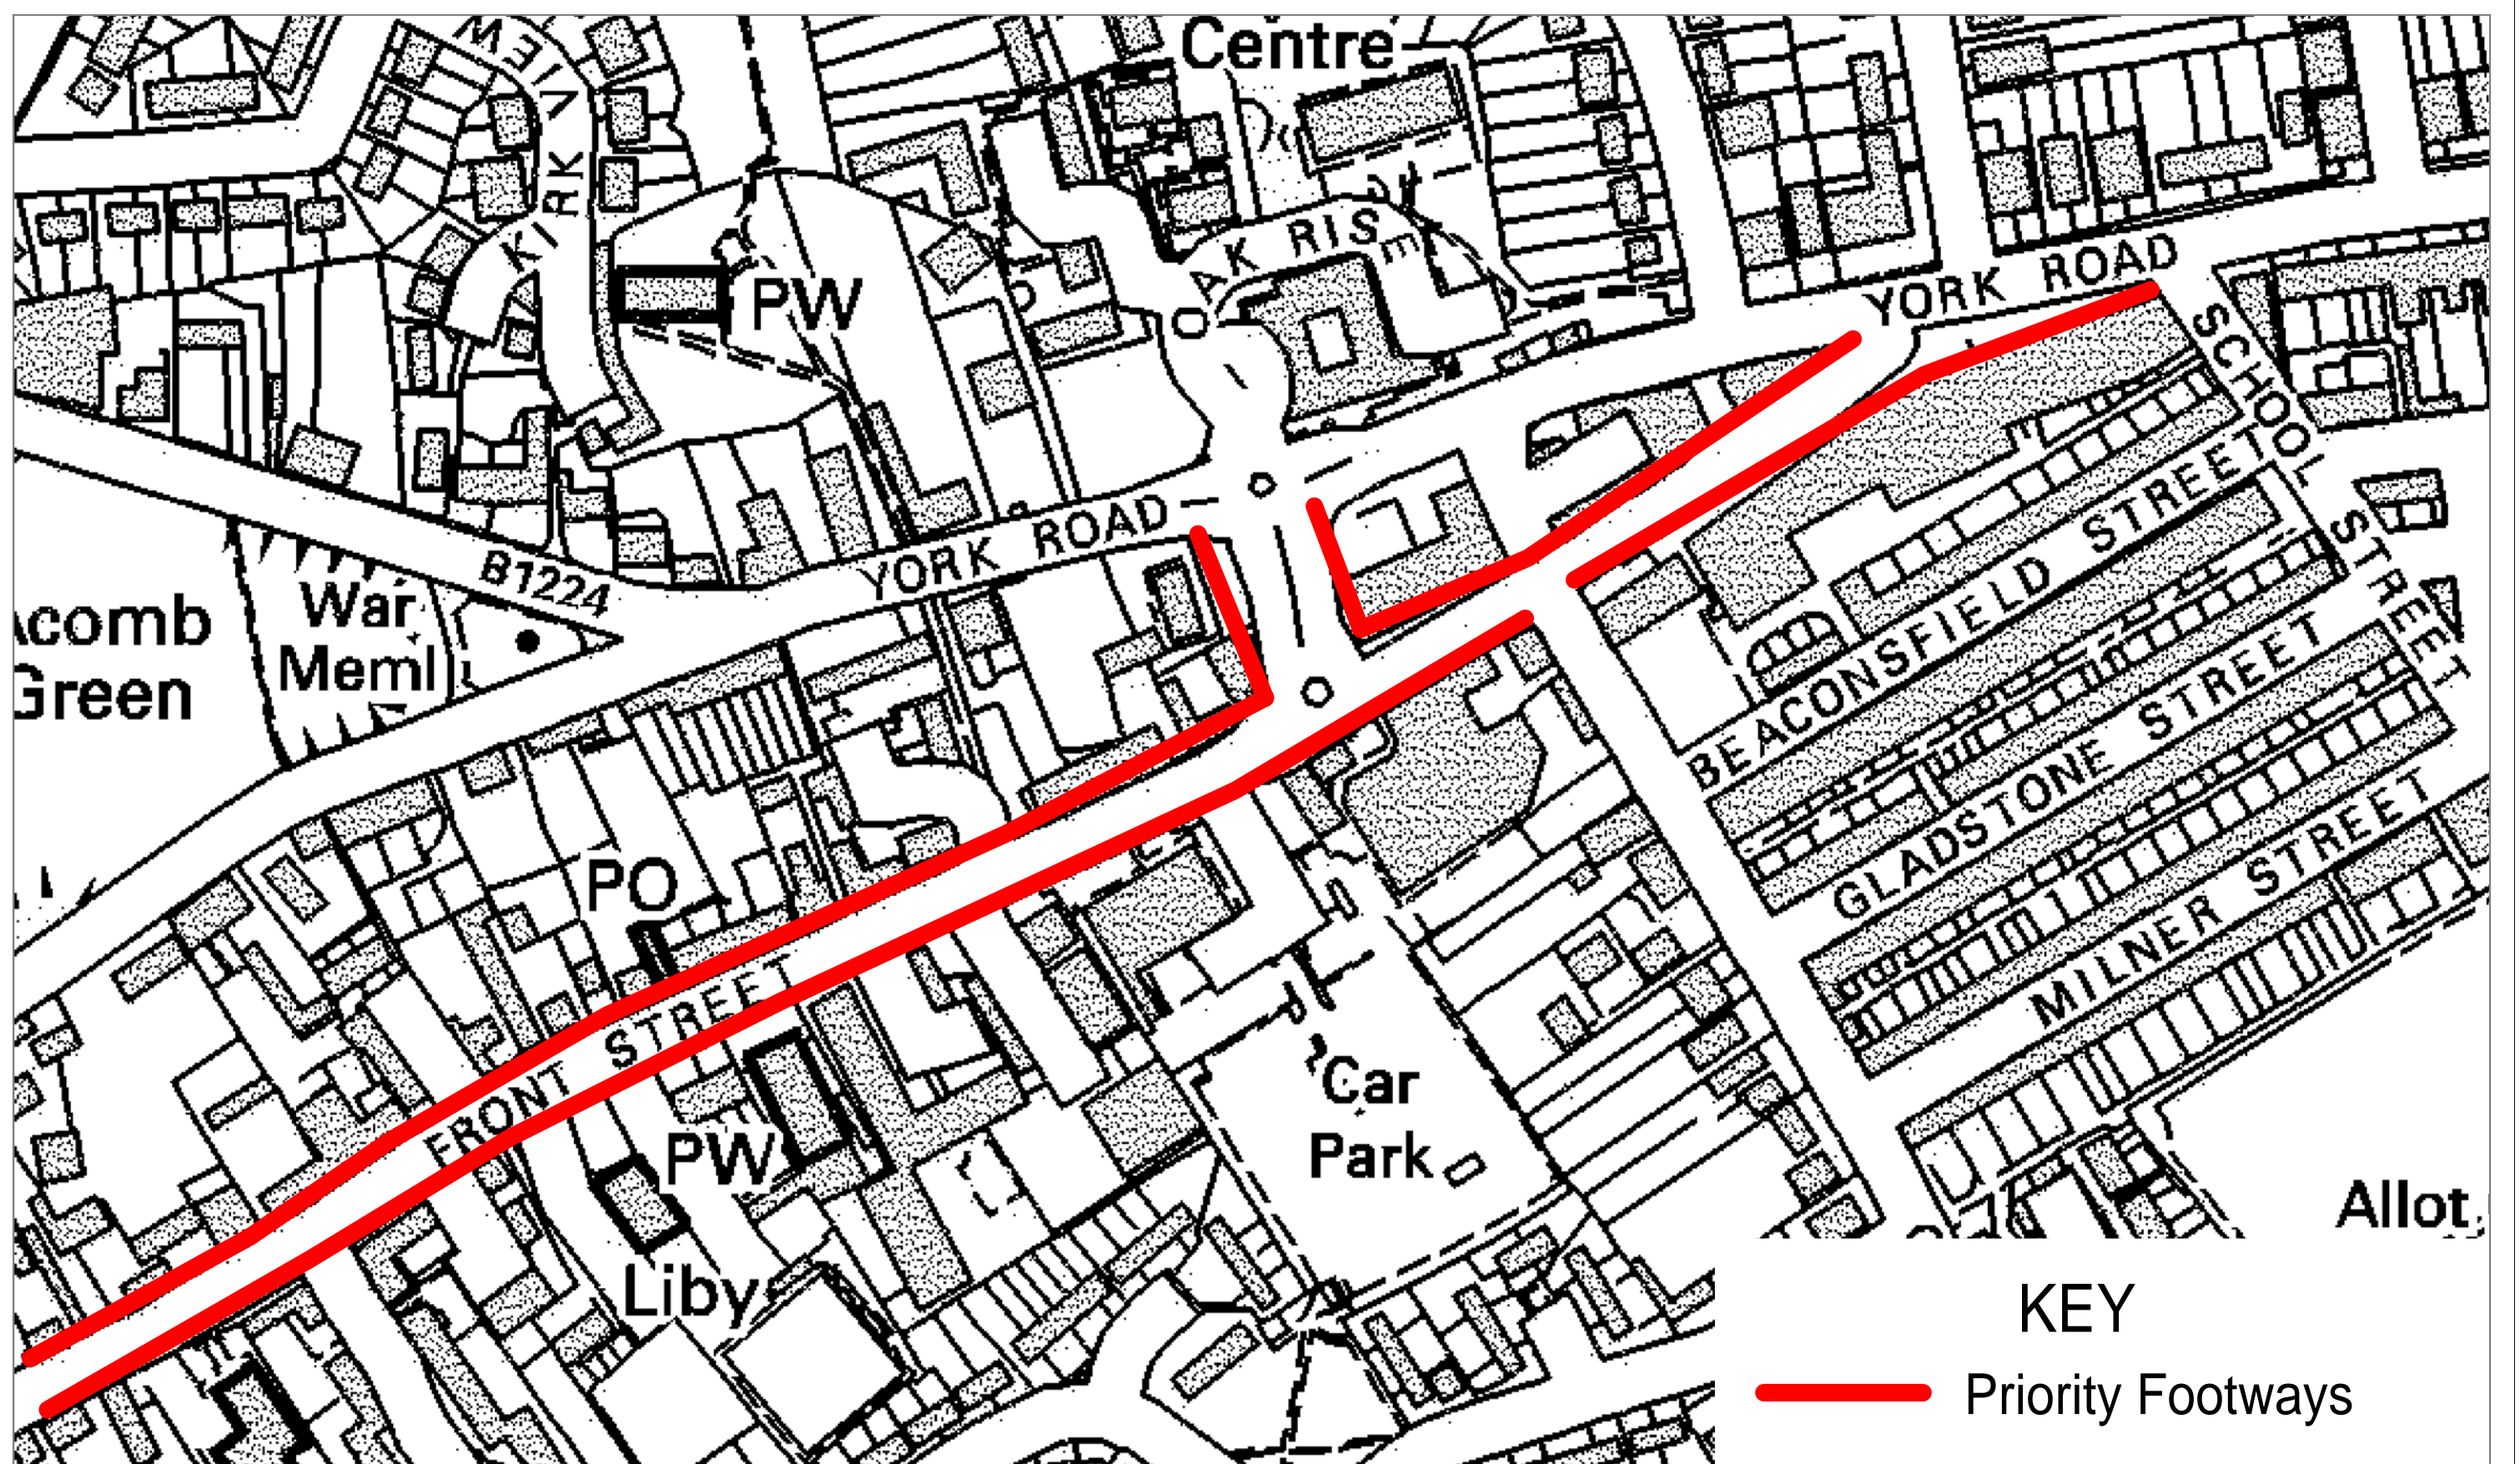 Centre
KIRK VIEW
OAK RISE
PW
YORK ROAD
SCHOOL STREET
YORK ROAD
B1224
War
Meml
comb
Green
BEACONSFIELD STREET
GLADSTONE STREET
MILNER STREET
PO
FRONT STREET
PW
Liby
Car
Park
Allot
KEY
Priority Footways